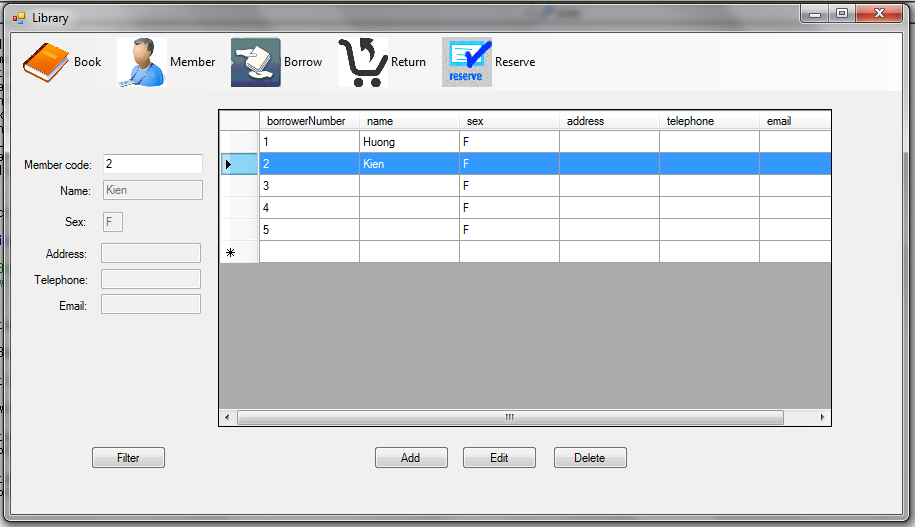 Library
Book Member Borrow Return reserve Reserve
borrowerNumber name sex address telephone email
1 Huong F
2 Kien F
3 F
4 F
5 F
Member code: 2
Name: Kien
Sex: F
Address:
Telephone:
Email:
Filter Add Edit Delete